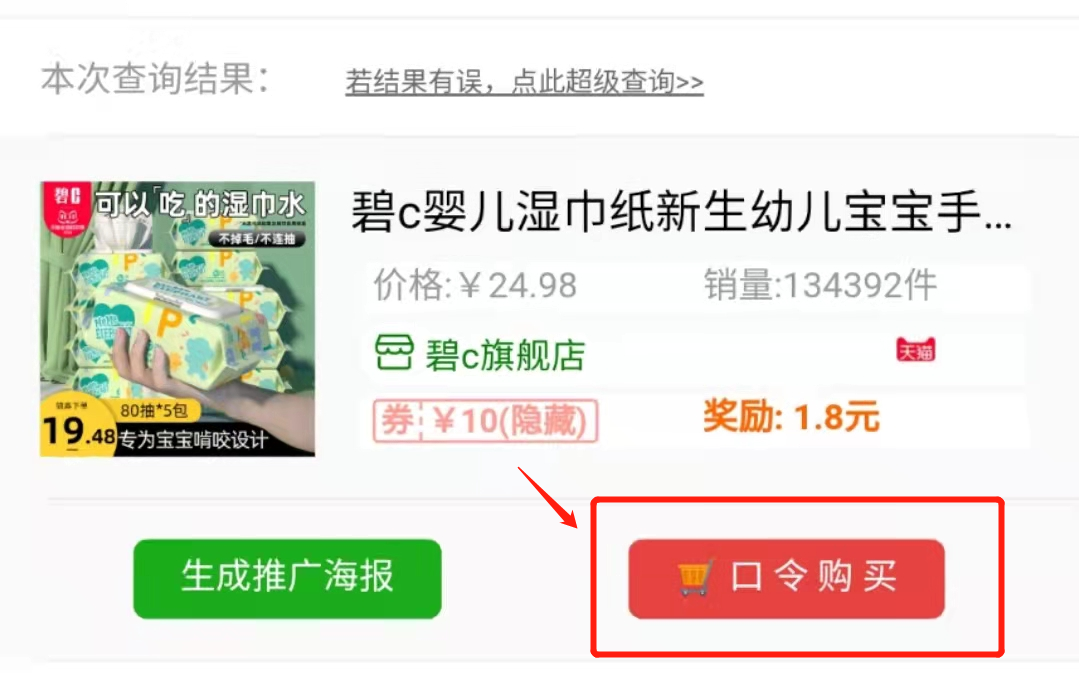 本次查询结果：
若结果有误，点此超级查询>>
碧C
可以「吃」的湿巾水
不掉毛/不连抽
P
80抽*5包
19.48
专为宝宝啃咬设计
碧c婴儿湿巾纸新生幼儿宝宝手...
价格:￥24.98
销量:134392件
碧c旗舰店
天猫
券 ￥10(隐藏)
奖励: 1.8元
生成推广海报
口令购买